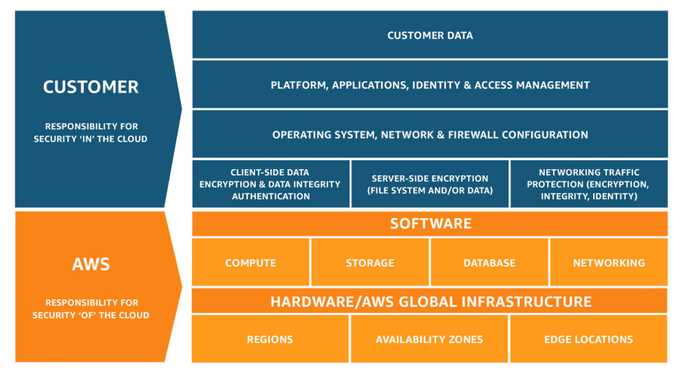 CUSTOMER
RESPONSIBILITY FOR
SECURITY ‘IN’ THE CLOUD
CUSTOMER DATA
PLATFORM, APPLICATIONS, IDENTITY & ACCESS MANAGEMENT
OPERATING SYSTEM, NETWORK & FIREWALL CONFIGURATION
CLIENT-SIDE DATA
ENCRYPTION & DATA INTEGRITY
AUTHENTICATION
SERVER-SIDE ENCRYPTION
(FILE SYSTEM AND/OR DATA)
NETWORKING TRAFFIC
PROTECTION (ENCRYPTION,
INTEGRITY, IDENTITY)
AWS
RESPONSIBILITY FOR
SECURITY ‘OF’ THE CLOUD
SOFTWARE
COMPUTE
STORAGE
DATABASE
NETWORKING
HARDWARE/AWS GLOBAL INFRASTRUCTURE
REGIONS
AVAILABILITY ZONES
EDGE LOCATIONS